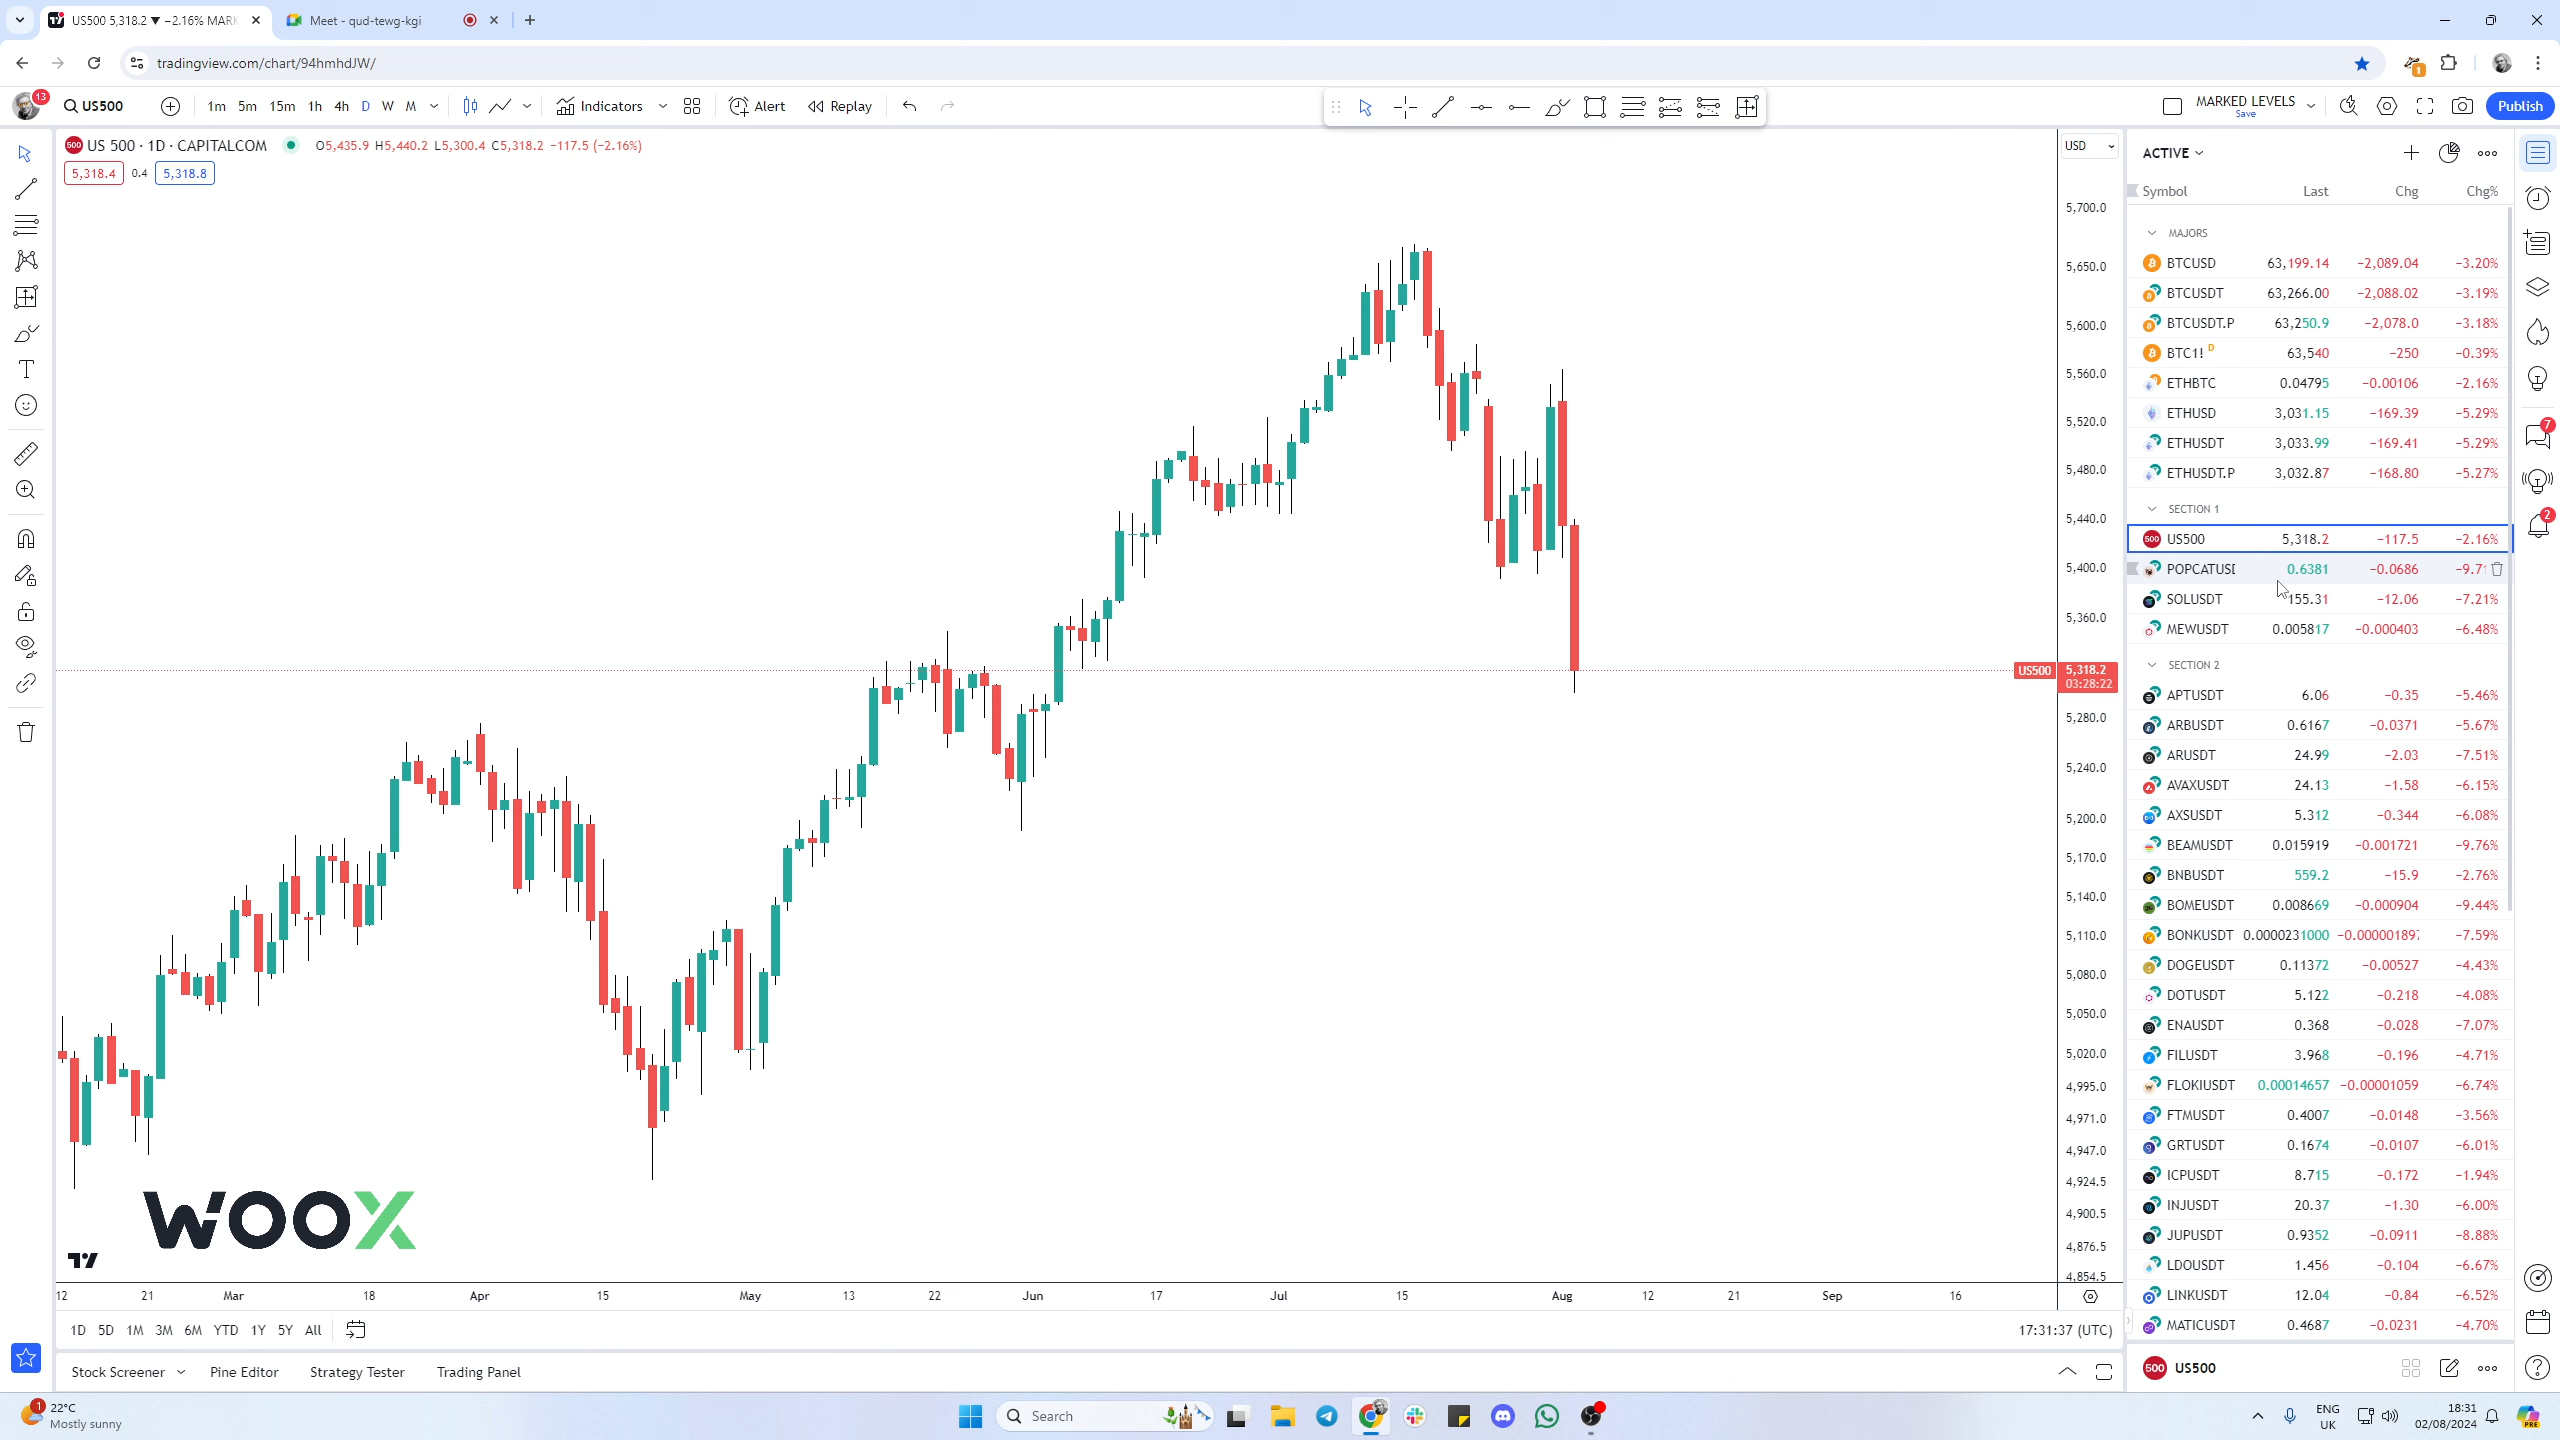 US500 5,318.2 ▼ −2.16% MARK
Meet - qud-tewg-kgi
tradingview.com/chart/94hmhdJW/
1
13
US500
1m 5m 15m 1h 4h D W M
Indicators
Alert
Replay
MARKED LEVELS
Save
Publish
500 US 500 · 1D · CAPITALCOM O5,435.9 H5,440.2 L5,300.4 C5,318.2 −117.5 (−2.16%)
5,318.4 0.4 5,318.8
USD
5,700.0
5,650.0
5,600.0
5,560.0
5,520.0
5,480.0
5,440.0
5,400.0
5,360.0
US500 5,318.2
03:28:22
5,280.0
5,240.0
5,200.0
5,170.0
5,140.0
5,110.0
5,080.0
5,050.0
5,020.0
4,995.0
4,971.0
4,947.0
4,924.5
4,900.5
4,876.5
4,854.5
WOOX
12 21 Mar 18 Apr 15 May 13 22 Jun 17 Jul 15 Aug 12 21 Sep 16
1D 5D 1M 3M 6M YTD 1Y 5Y All
17:31:37 (UTC)
Stock Screener Pine Editor Strategy Tester Trading Panel
ACTIVE
Symbol Last Chg Chg%
MAJORS
BTCUSD 63,199.14 −2,089.04 −3.20%
BTCUSDT 63,266.00 −2,088.02 −3.19%
BTCUSDT.P 63,250.9 −2,078.0 −3.18%
BTC1! D 63,540 −250 −0.39%
ETHBTC 0.04795 −0.00106 −2.16%
ETHUSD 3,031.15 −169.39 −5.29%
ETHUSDT 3,033.99 −169.41 −5.29%
ETHUSDT.P 3,032.87 −168.80 −5.27%
SECTION 1
500 US500 5,318.2 −117.5 −2.16%
POPCATUSD 0.6381 −0.0686 −9.71
SOLUSDT 155.31 −12.06 −7.21%
MEWUSDT 0.005817 −0.000403 −6.48%
SECTION 2
APTUSDT 6.06 −0.35 −5.46%
ARBUSDT 0.6167 −0.0371 −5.67%
ARUSDT 24.99 −2.03 −7.51%
AVAXUSDT 24.13 −1.58 −6.15%
AXSUSDT 5.312 −0.344 −6.08%
BEAMUSDT 0.015919 −0.001721 −9.76%
BNBUSDT 559.2 −15.9 −2.76%
BOMEUSDT 0.008669 −0.000904 −9.44%
BONKUSDT 0.0000231000 −0.000001897 −7.59%
DOGEUSDT 0.11372 −0.00527 −4.43%
DOTUSDT 5.122 −0.218 −4.08%
ENAUSDT 0.368 −0.028 −7.07%
FILUSDT 3.968 −0.196 −4.71%
FLOKIUSDT 0.00014657 −0.00001059 −6.74%
FTMUSDT 0.4007 −0.0148 −3.56%
GRTUSDT 0.1674 −0.0107 −6.01%
ICPUSDT 8.715 −0.172 −1.94%
INJUSDT 20.37 −1.30 −6.00%
JUPUSDT 0.9352 −0.0911 −8.88%
LDOUSDT 1.456 −0.104 −6.67%
LINKUSDT 12.04 −0.84 −6.52%
MATICUSDT 0.4687 −0.0231 −4.70%
500 US500
7
2
1
22°C
Mostly sunny
Search
ENG
UK
18:31
02/08/2024
PRE